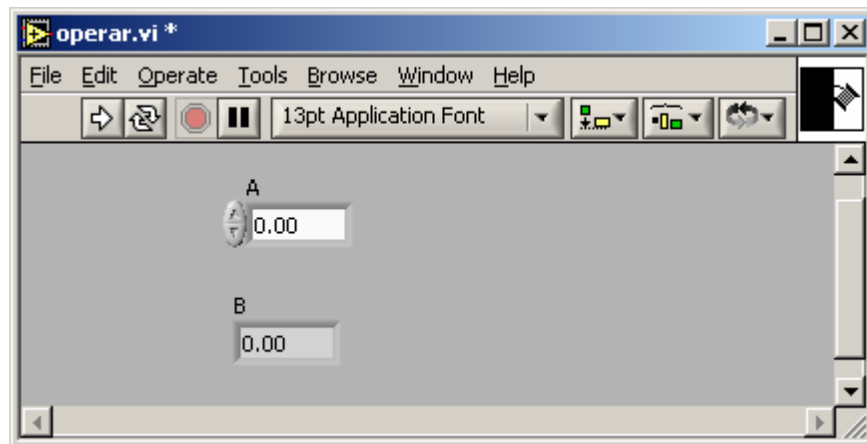 operar.vi *
File Edit Operate Tools Browse Window Help
13pt Application Font
A
0.00
B
0.00